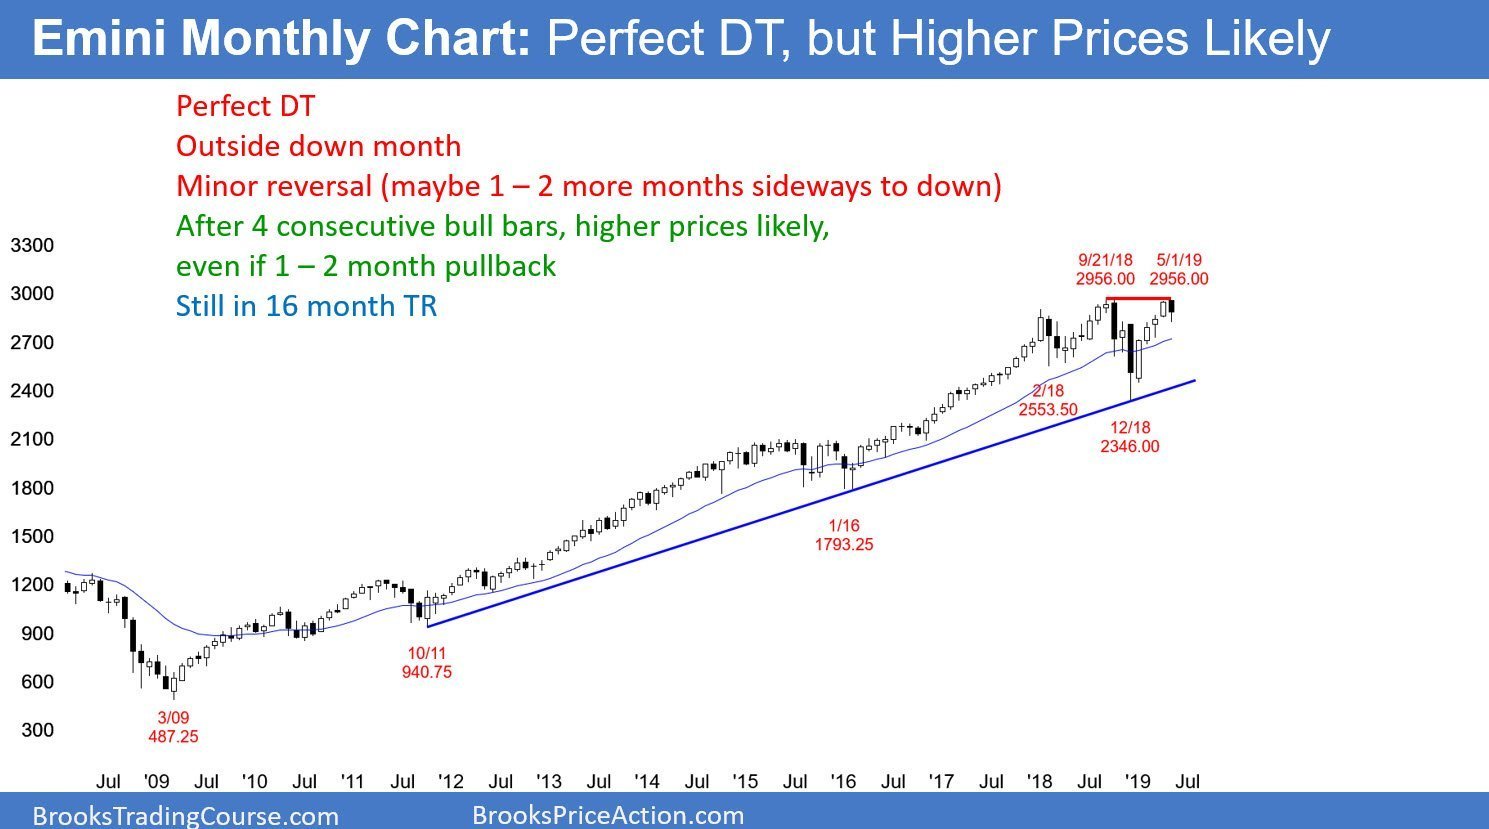 Emini Monthly Chart: Perfect DT, but Higher Prices Likely
Perfect DT
Outside down month
Minor reversal (maybe 1 – 2 more months sideways to down)
After 4 consecutive bull bars, higher prices likely,
even if 1 – 2 month pullback
Still in 16 month TR
3300
3000
2700
2400
2100
1800
1500
1200
900
600
300
9/21/18
2956.00
5/1/19
2956.00
2/18
2553.50
12/18
2346.00
1/16
1793.25
10/11
940.75
3/09
487.25
Jul '09 Jul '10 Jul '11 Jul '12 Jul '13 Jul '14 Jul '15 Jul '16 Jul '17 Jul '18 Jul '19 Jul
BrooksTradingCourse.com
BrooksPriceAction.com